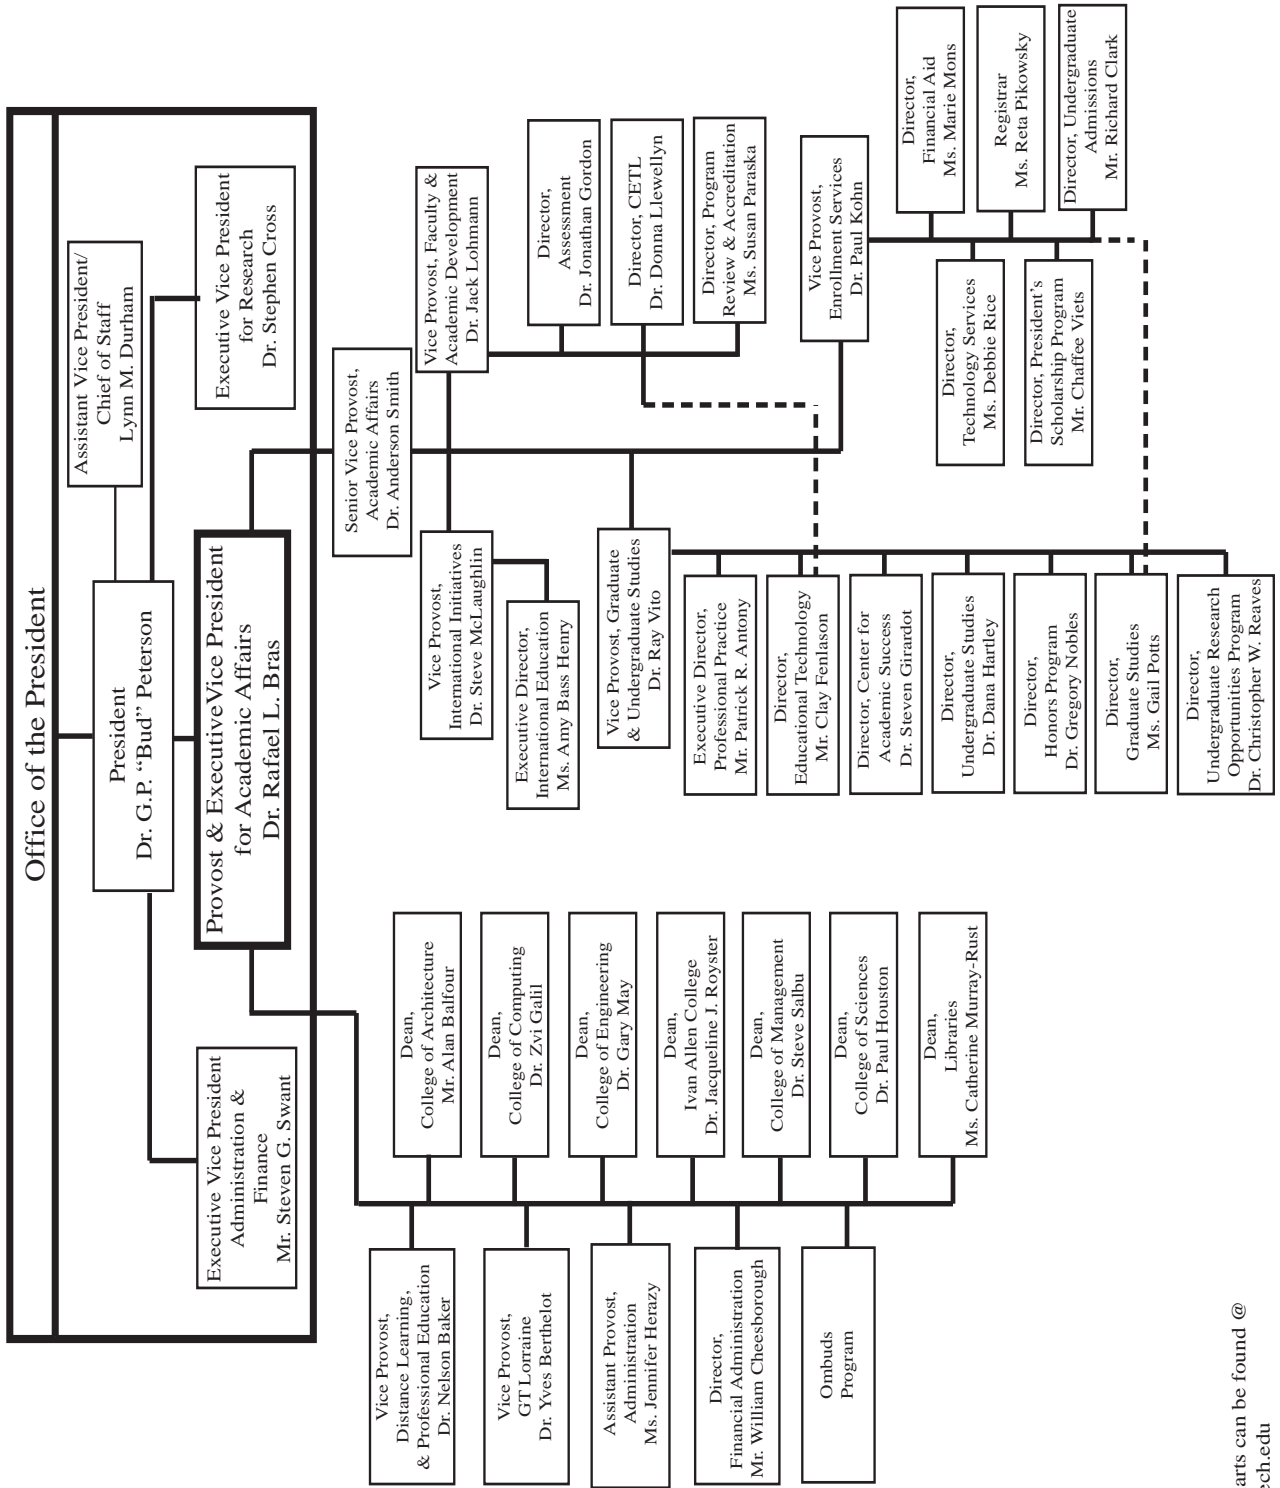 Office of the President
President
Dr. G.P. “Bud” Peterson
Assistant Vice President/
Chief of Staff
Lynn M. Durham
Executive Vice President
Administration &
Finance
Mr. Steven G. Swant
Provost & Executive Vice President
for Academic Affairs
Dr. Rafael L. Bras
Executive Vice President
for Research
Dr. Stephen Cross
Senior Vice Provost,
Academic Affairs
Dr. Anderson Smith
Vice Provost,
Distance Learning,
& Professional Education
Dr. Nelson Baker
Vice Provost,
GT Lorraine
Dr. Yves Berthelot
Assistant Provost,
Administration
Ms. Jennifer Herazy
Director,
Financial Administration
Mr. William Cheesborough
Ombuds
Program
Dean,
College of Architecture
Mr. Alan Balfour
Dean,
College of Computing
Dr. Zvi Galil
Dean,
College of Engineering
Dr. Gary May
Dean,
Ivan Allen College
Dr. Jacqueline J. Royster
Dean,
College of Management
Dr. Steve Salbu
Dean,
College of Sciences
Dr. Paul Houston
Dean,
Libraries
Ms. Catherine Murray-Rust
Vice Provost,
International Initiatives
Dr. Steve McLaughlin
Executive Director,
International Education
Ms. Amy Bass Henry
Vice Provost, Graduate
& Undergraduate Studies
Dr. Ray Vito
Executive Director,
Professional Practice
Mr. Patrick R. Antony
Director,
Educational Technology
Mr. Clay Fenlason
Director, Center for
Academic Success
Dr. Steven Girardot
Director,
Undergraduate Studies
Dr. Dana Hartley
Director,
Honors Program
Dr. Gregory Nobles
Director,
Graduate Studies
Ms. Gail Potts
Director,
Undergraduate Research
Opportunities Program
Dr. Christopher W. Reaves
Vice Provost, Faculty &
Academic Development
Dr. Jack Lohmann
Director,
Assessment
Dr. Jonathan Gordon
Director, CETL
Dr. Donna Llewellyn
Director, Program
Review & Accreditation
Ms. Susan Paraska
Vice Provost,
Enrollment Services
Dr. Paul Kohn
Director,
Technology Services
Ms. Debbie Rice
Director, President’s
Scholarship Program
Mr. Chaffee Viets
Director,
Financial Aid
Ms. Marie Mons
Registrar
Ms. Reta Pikowsky
Director, Undergraduate
Admissions
Mr. Richard Clark
arts can be found @
ech.edu